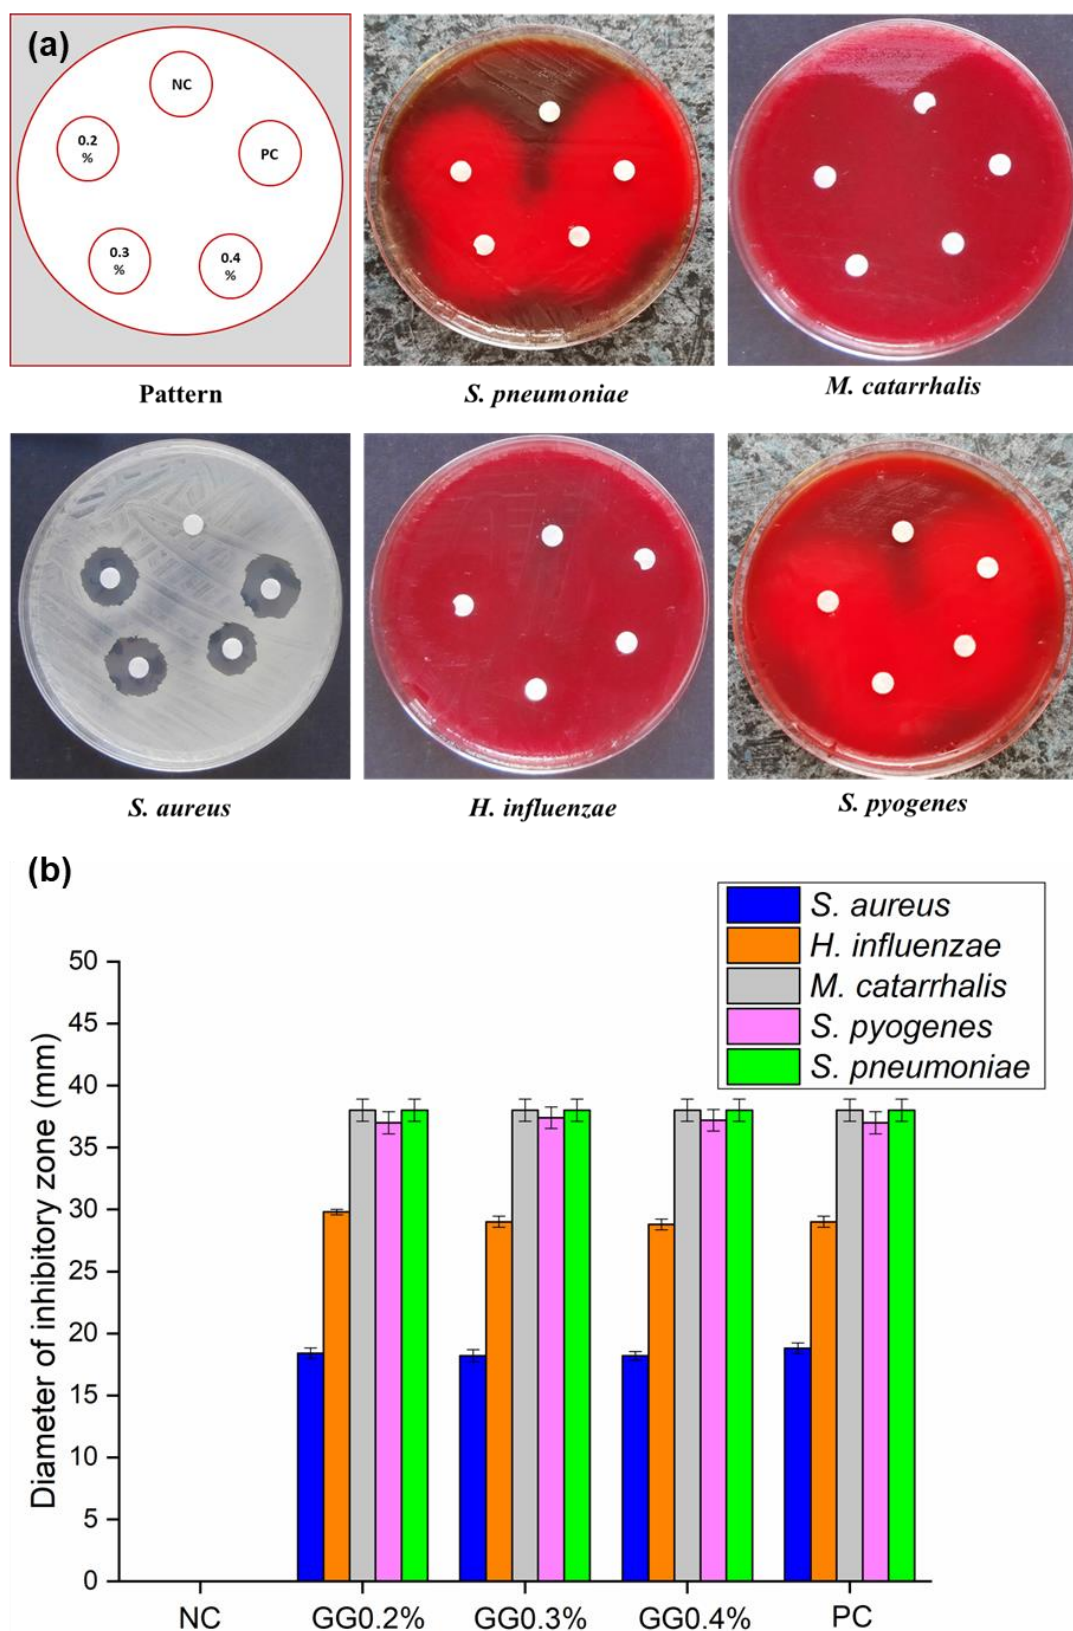 (a)
NC
0.2
%
PC
0.3
%
0.4
%
Pattern
S. pneumoniae
M. catarrhalis
S. aureus
H. influenzae
S. pyogenes
(b)
S. aureus
H. influenzae
M. catarrhalis
S. pyogenes
S. pneumoniae
Diameter of inhibitory zone (mm)
50
45
40
35
30
25
20
15
10
5
0
NC GG0.2% GG0.3% GG0.4% PC